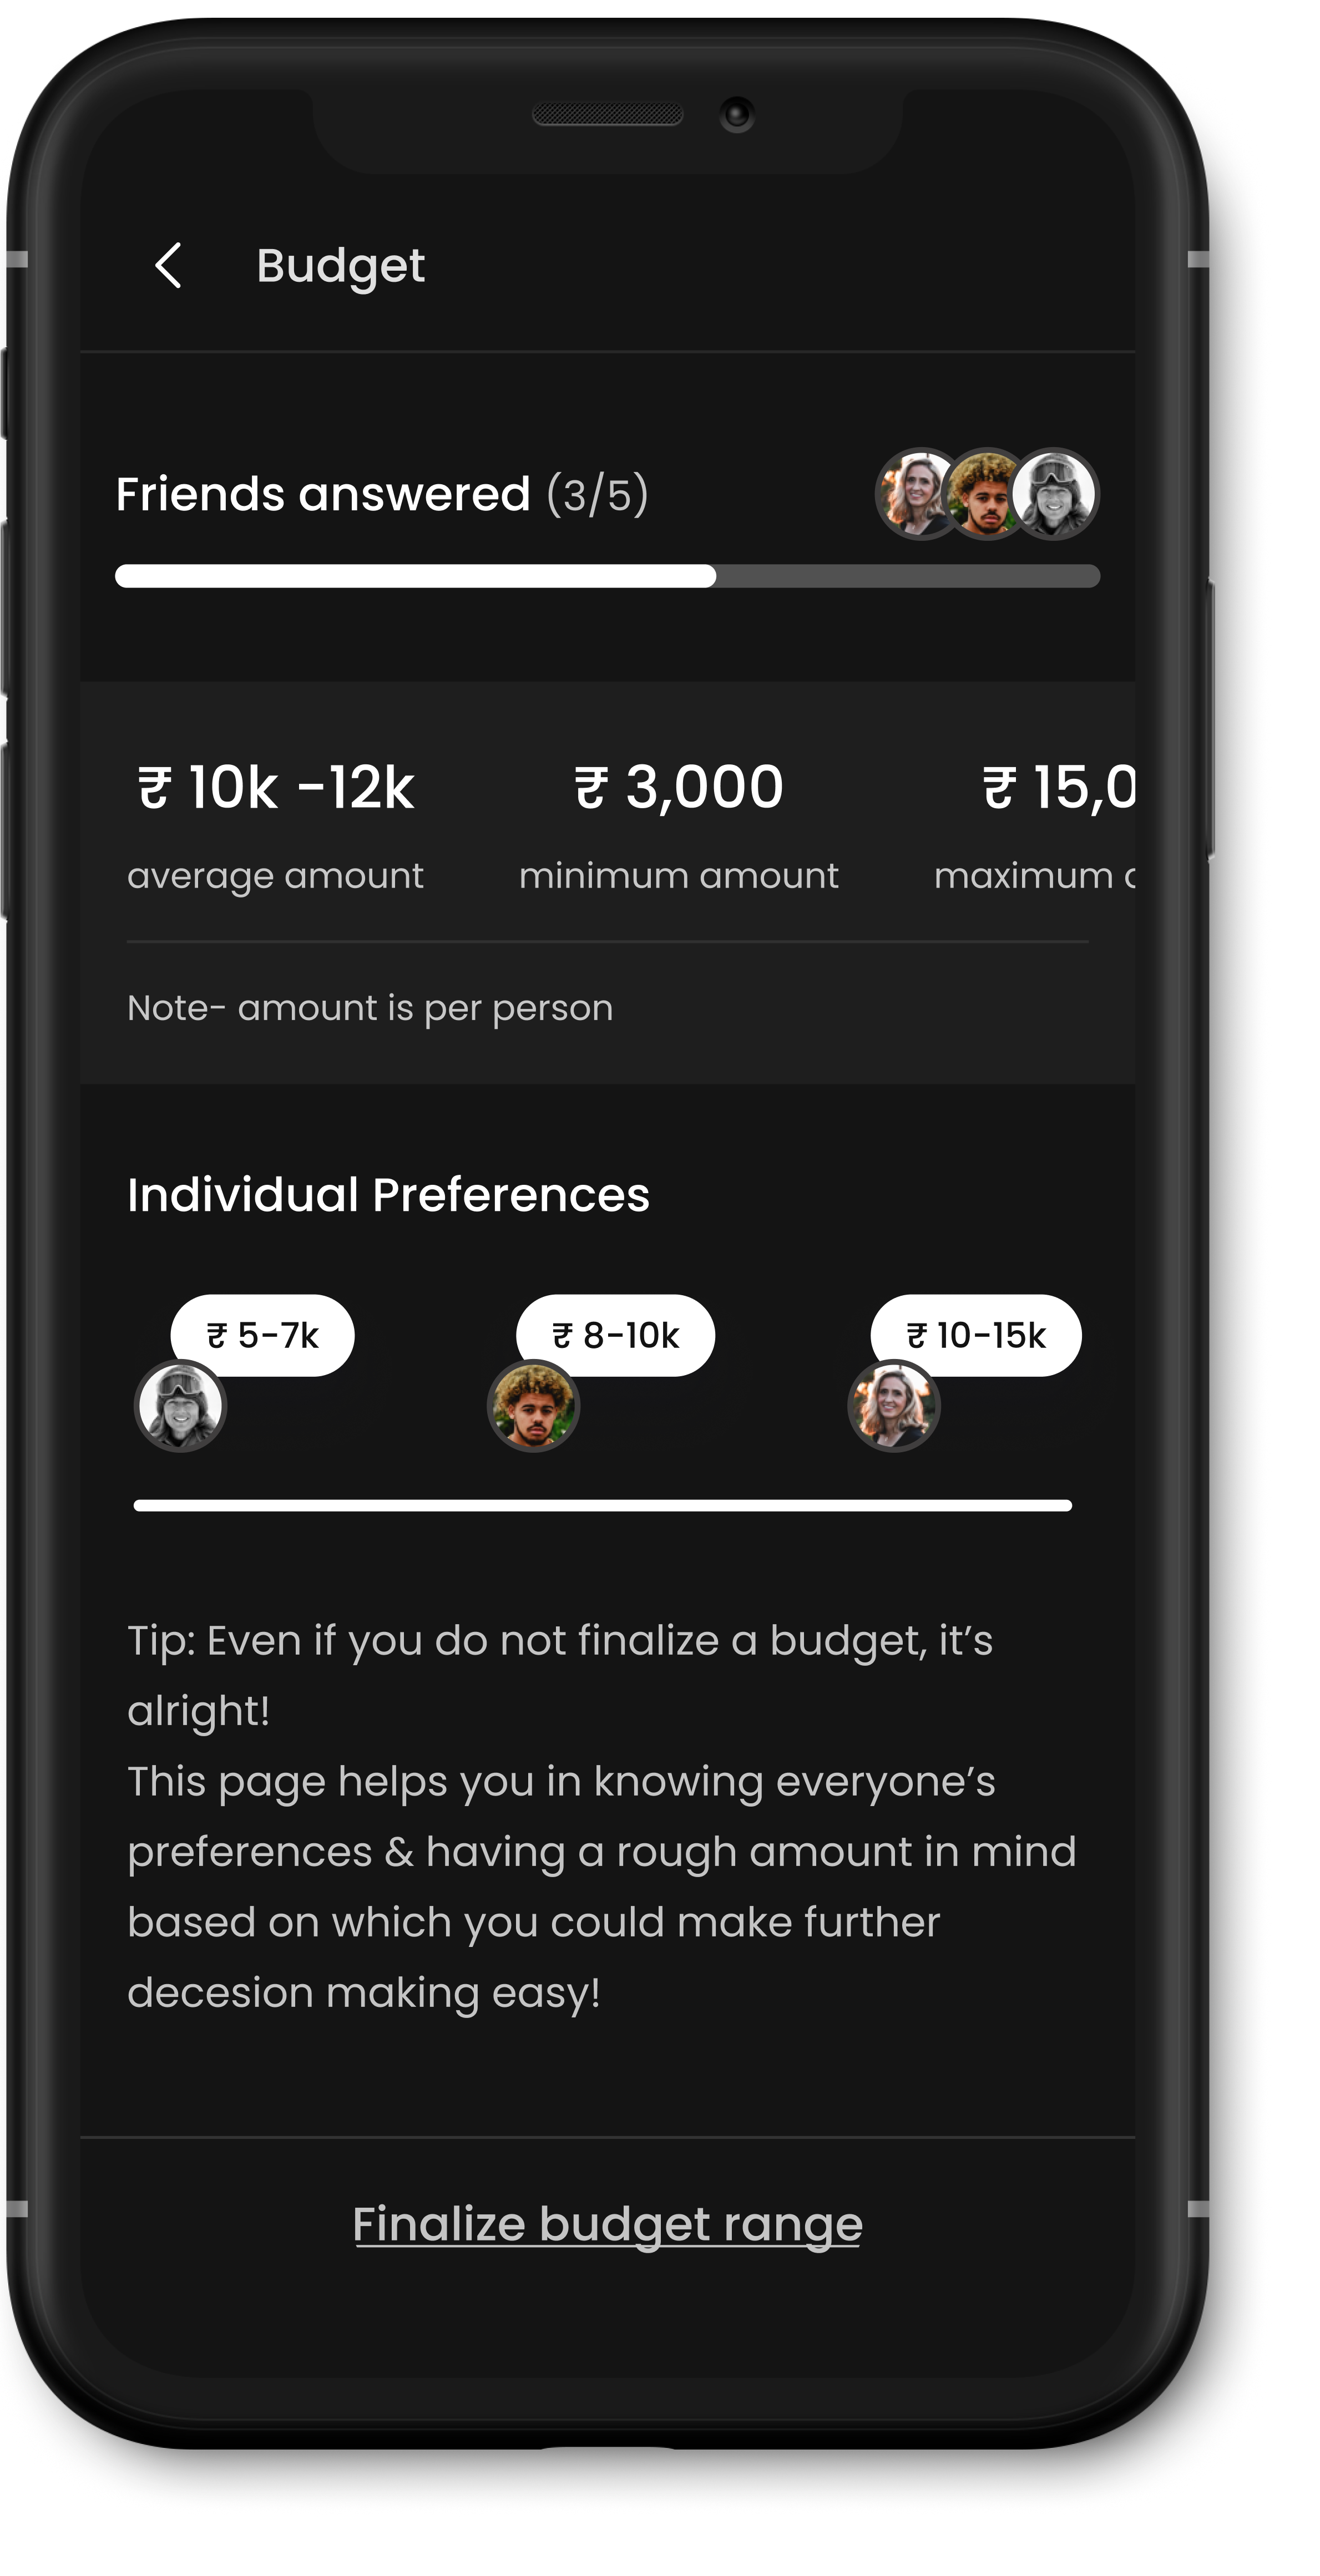 Budget
Friends answered (3/5)
₹ 10k -12k
₹ 3,000
₹ 15,0
average amount
minimum amount
maximum
Note- amount is per person
Individual Preferences
₹ 5-7k
₹ 8-10k
₹ 10-15k
Tip: Even if you do not finalize a budget, it’s
alright!
This page helps you in knowing everyone’s
preferences & having a rough amount in mind
based on which you could make further
decesion making easy!
Finalize budget range